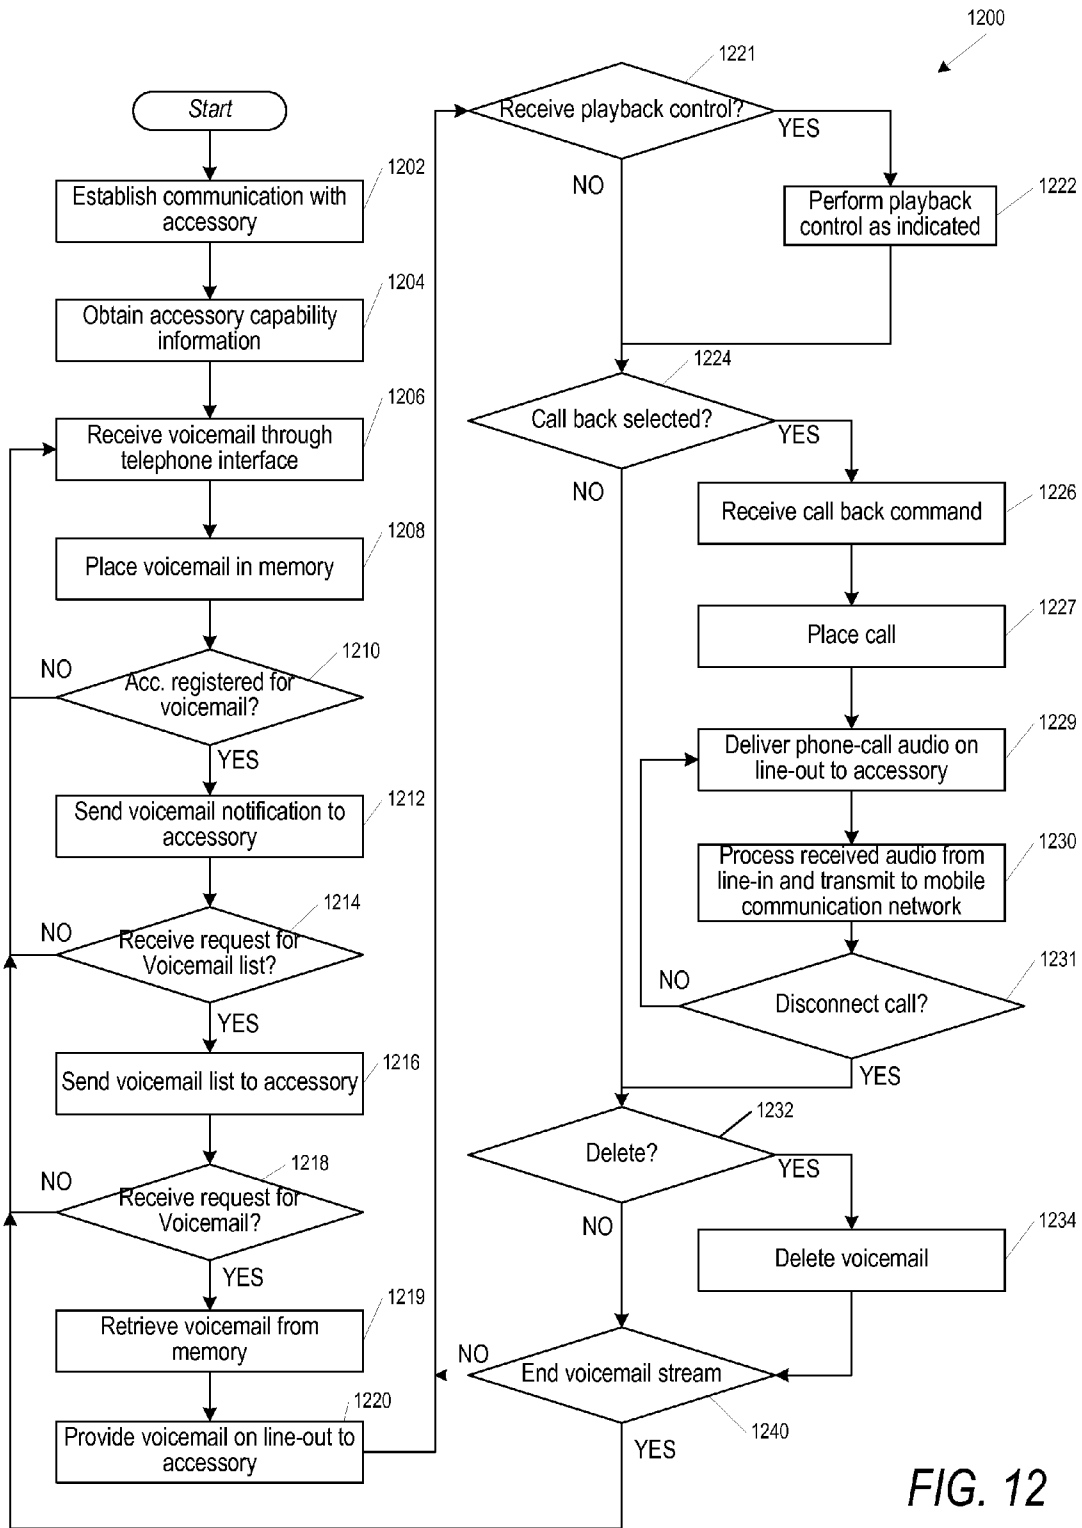 1200
Start
1202
Establish communication with
accessory
1204
Obtain accessory capability
information
1206
Receive voicemail through
telephone interface
1208
Place voicemail in memory
1210
NO
Acc. registered for
voicemail?
YES
1212
Send voicemail notification to
accessory
1214
NO
Receive request for
Voicemail list?
YES
1216
Send voicemail list to accessory
1218
NO
Receive request for
Voicemail?
YES
1219
Retrieve voicemail from
memory
1220
Provide voicemail on line-out to
accessory
1221
Receive playback control?
YES
NO
1222
Perform playback
control as indicated
1224
Call back selected?
YES
NO
1226
Receive call back command
1227
Place call
1229
Deliver phone-call audio on
line-out to accessory
1230
Process received audio from
line-in and transmit to mobile
communication network
1231
NO
Disconnect call?
YES
1232
Delete?
YES
NO
1234
Delete voicemail
NO
End voicemail stream
1240
YES
FIG. 12